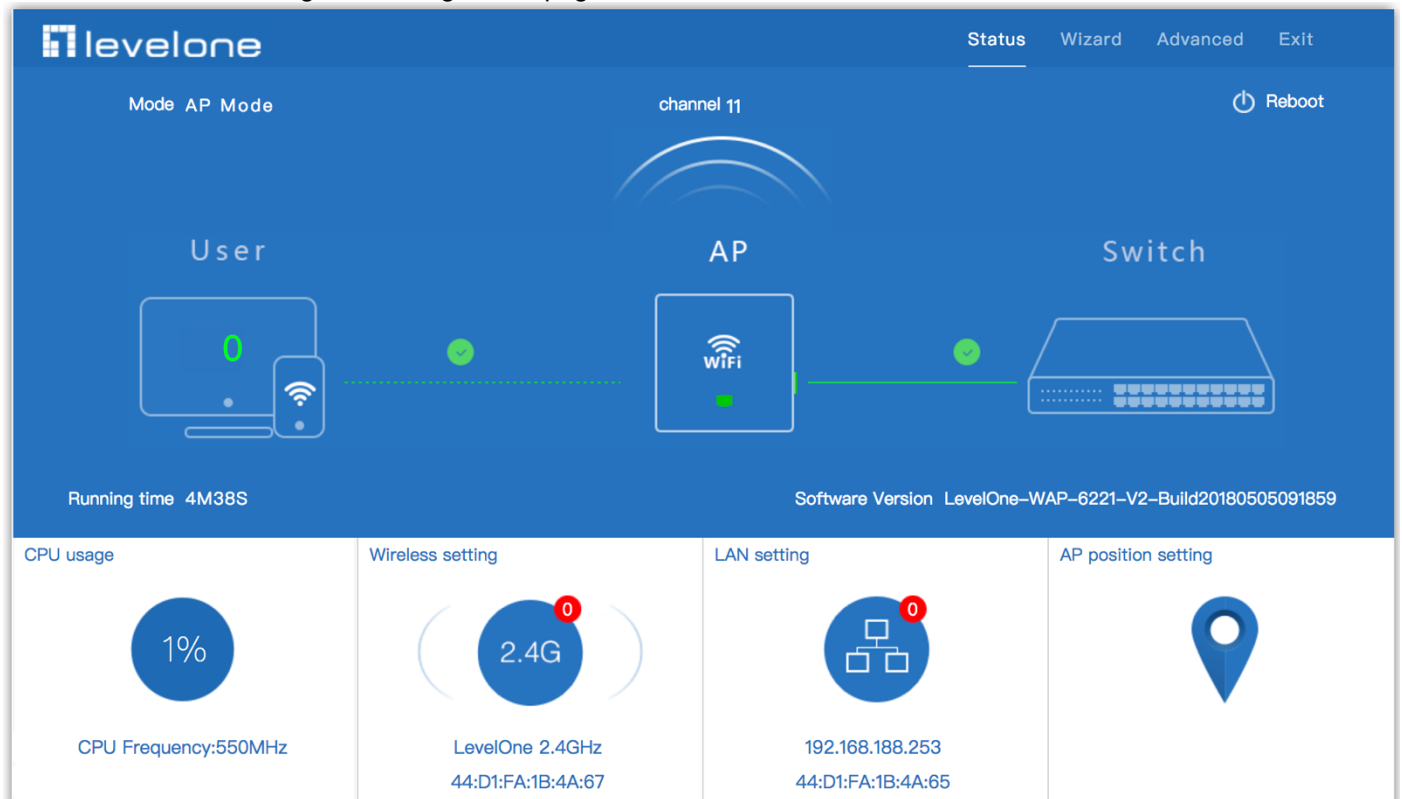 levelone
Status Wizard Advanced Exit
Mode AP Mode
channel 11
Reboot
User
AP
Switch
0
WiFi
Running time 4M38S
Software Version LevelOne-WAP-6221-V2-Build20180505091859
CPU usage
Wireless setting
LAN setting
AP position setting
1%
2.4G
0
0
CPU Frequency:550MHz
LevelOne 2.4GHz
192.168.188.253
44:D1:FA:1B:4A:67
44:D1:FA:1B:4A:65